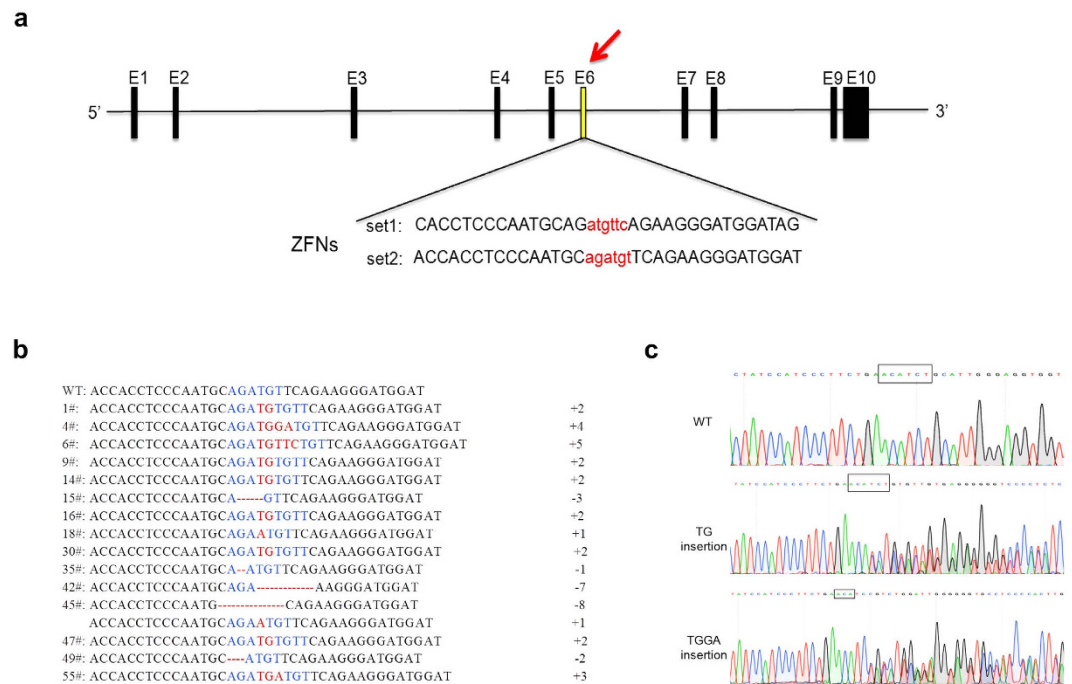 a
E1 E2 E3 E4 E5 E6 E7 E8 E9 E10
5’ 3’
ZFNs
set1: CACCTCCCAATGCAGatgttcAGAAGGGATGGATAG
set2: ACCACCTCCCAATGCagatgtTCAGAAGGGATGGAT
b
WT: ACCACCTCCCAATGCAGATGTTCAGAAGGGATGGAT
1#: ACCACCTCCCAATGCAGATGTGTTCAGAAGGGATGGAT +2
4#: ACCACCTCCCAATGCAGATGGATGTTCAGAAGGGATGGAT +4
6#: ACCACCTCCCAATGCAGATGTTCTGTTCAGAAGGGATGGAT +5
9#: ACCACCTCCCAATGCAGATGTGTTCAGAAGGGATGGAT +2
14#: ACCACCTCCCAATGCAGATGTGTTCAGAAGGGATGGAT +2
15#: ACCACCTCCCAATGCA------GTTCAGAAGGGATGGAT -3
16#: ACCACCTCCCAATGCAGATGTGTTCAGAAGGGATGGAT +2
18#: ACCACCTCCCAATGCAGAATGTTCAGAAGGGATGGAT +1
30#: ACCACCTCCCAATGCAGATGTGTTCAGAAGGGATGGAT +2
35#: ACCACCTCCCAATGCA--ATGTTCAGAAGGGATGGAT -1
42#: ACCACCTCCCAATGCAGA-------------AAGGGATGGAT -7
45#: ACCACCTCCCAATG---------------CAGAAGGGATGGAT -8
ACCACCTCCCAATGCAGAATGTTCAGAAGGGATGGAT +1
47#: ACCACCTCCCAATGCAGATGTGTTCAGAAGGGATGGAT +2
49#: ACCACCTCCCAATGC----ATGTTCAGAAGGGATGGAT -2
55#: ACCACCTCCCAATGCAGATGATGTTCAGAAGGGATGGAT +3
c
CTATCCATCCCTTCTGAACATCTGCATTGGGAGGTGGT
WT
TG
insertion
TGGA
insertion